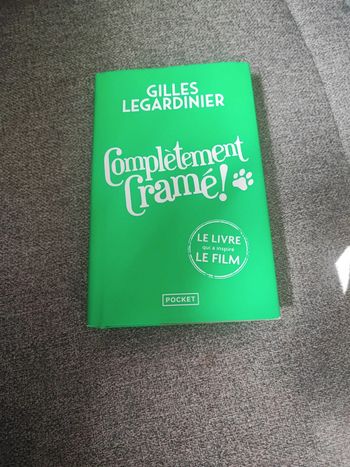 GILLES
LEGARDINIER
Complètement
Cramé!
LE LIVRE
qui a inspiré
LE FILM
POCKET